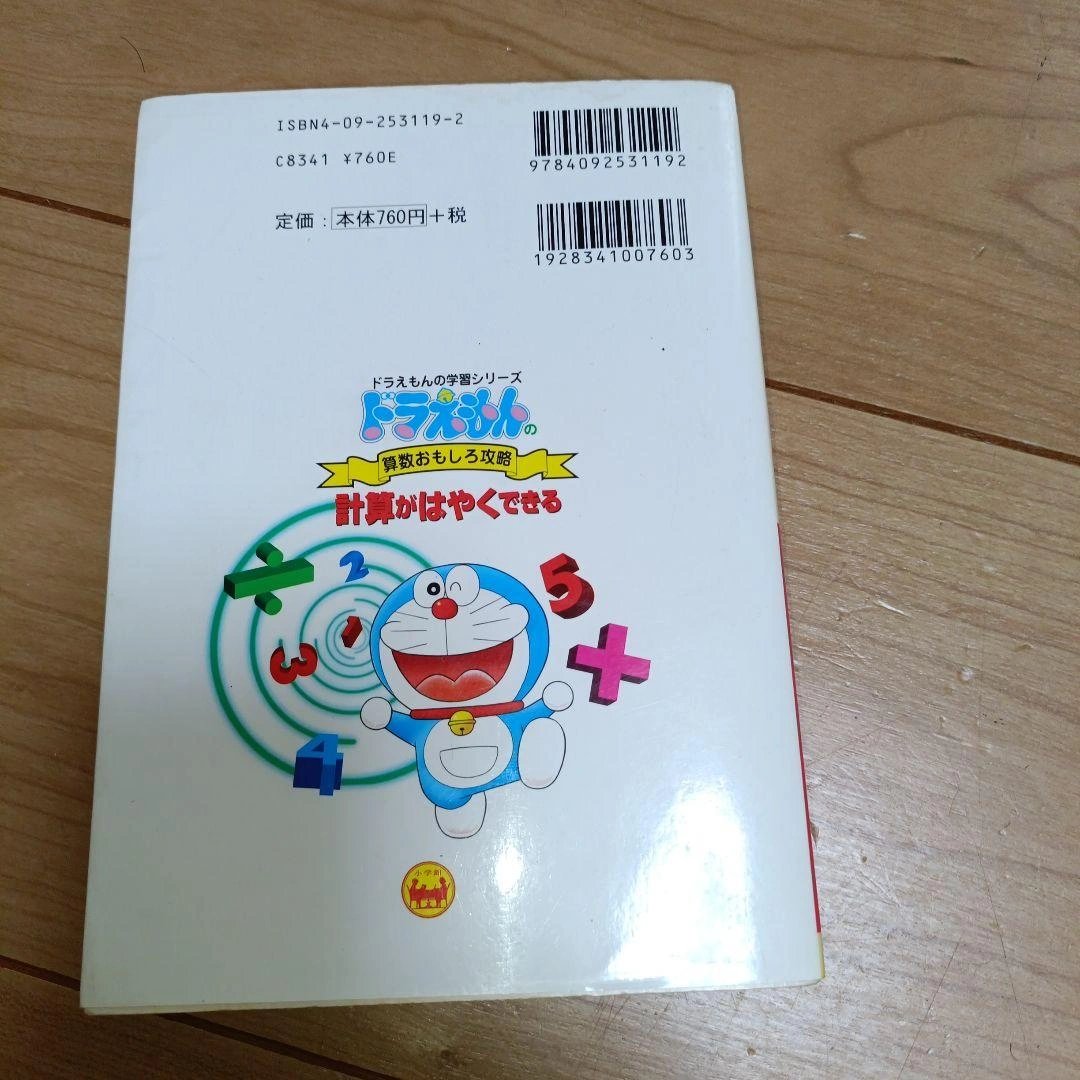 ISBN4-09-253119-2
9784092531192
C8341 ¥760E
定価：本体760円+税
1928341007603
ドラえもんの学習シリーズ
ドラえもんの
算数おもしろ攻略
計算がはやくできる
÷
2
5
1
3
+
4
小学館